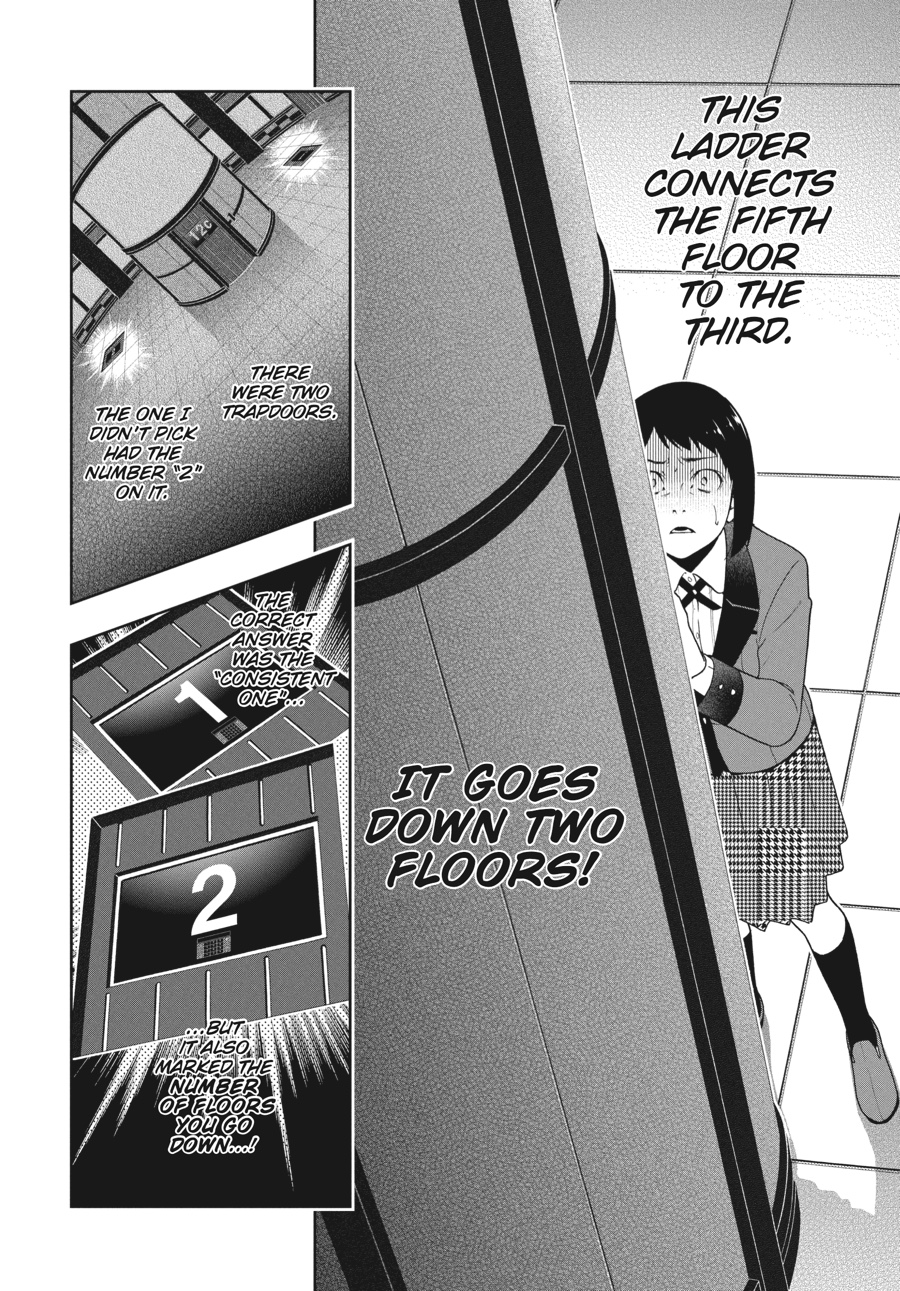 THIS
LADDER
CONNECTS
THE FIFTH
FLOOR
TO THE
THIRD.
IT GOES
DOWN TWO
FLOORS!
12c
THERE
WERE TWO
TRAPDOORS.
THE ONE I
DIDN'T PICK
HAD THE
NUMBER "2"
ON IT.
THE
CORRECT
ANSWER
WAS THE
"CONSISTENT
ONE"...
1
2
...BUT
IT ALSO
MARKED THE
NUMBER
OF FLOORS
YOU GO
DOWN...!